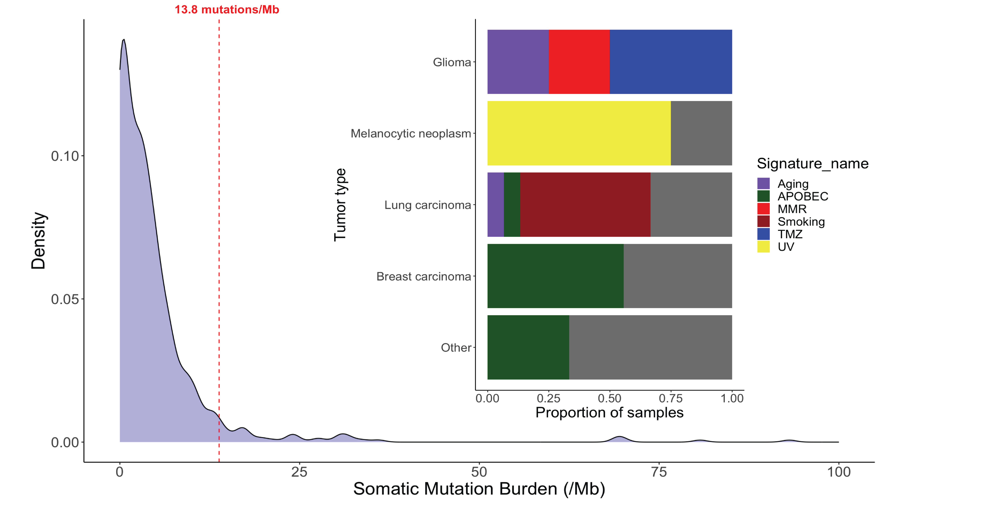 13.8 mutations/Mb
Density
0.10
0.05
0.00
0
25
50
75
100
Somatic Mutation Burden (/Mb)
Tumor type
Glioma
Melanocytic neoplasm
Lung carcinoma
Breast carcinoma
Other
0.00
0.25
0.50
0.75
1.00
Proportion of samples
Signature_name
Aging
APOBEC
MMR
Smoking
TMZ
UV